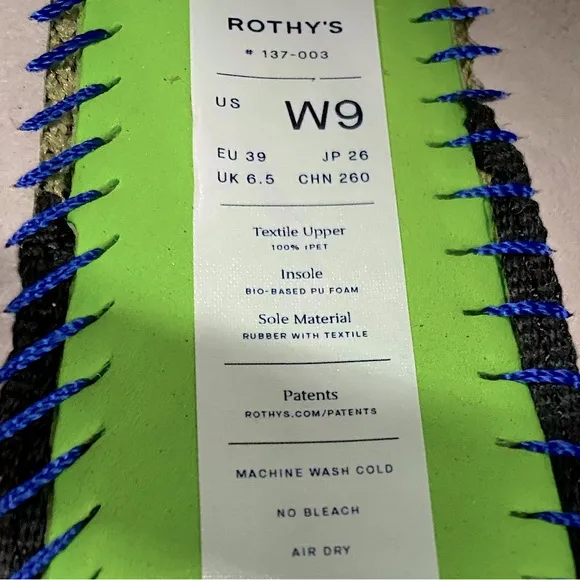 ROTHY'S
# 137-003
US W9
EU 39 JP 26
UK 6.5 CHN 260
Textile Upper
100% rPET
Insole
BIO-BASED PU FOAM
Sole Material
RUBBER WITH TEXTILE
Patents
ROTHYS.COM/PATENTS
MACHINE WASH COLD
NO BLEACH
AIR DRY